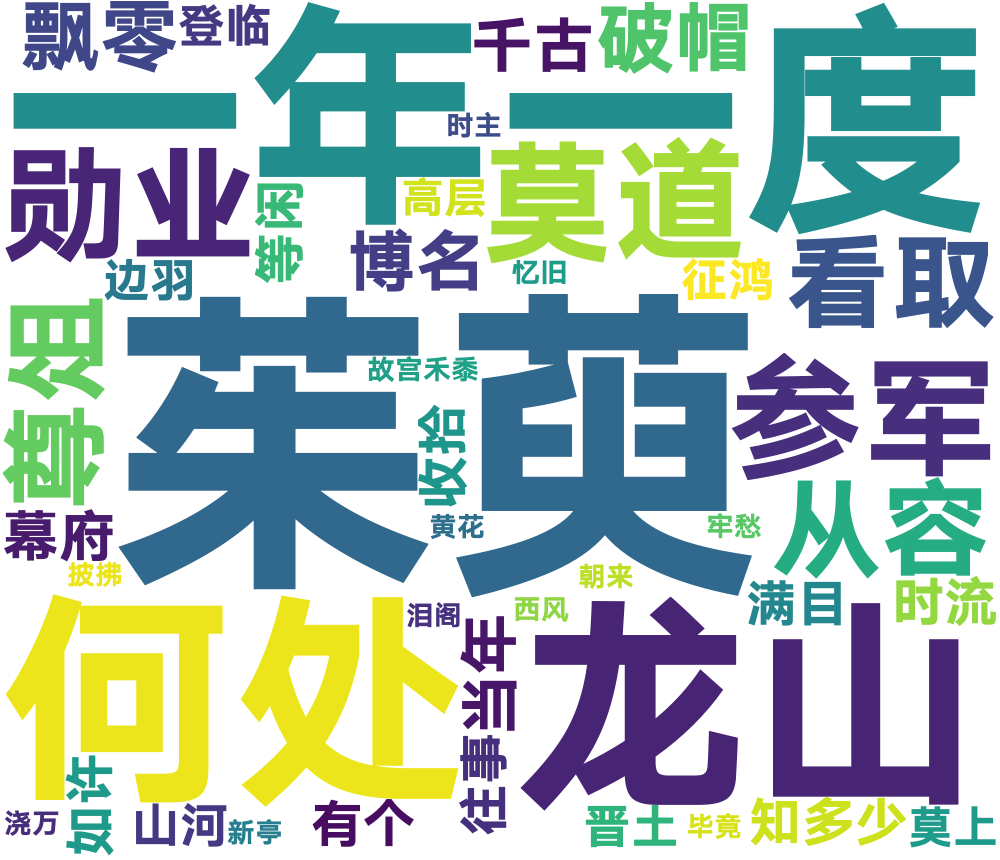 飘零
登临
千古
破帽
一年一度
时主
勋业
等闲
高层
莫道
博名
看取
边羽
忆旧
征鸿
尊俎
茱萸
故宫禾黍
参军
收拾
幕府
黄花
牢愁
从容
披拂
朝来
满目
时流
何处
泪阁
西风
龙山
当年
往事
如许
浇万
山河
新亭
有个
晋土
毕竟
知多少
莫上